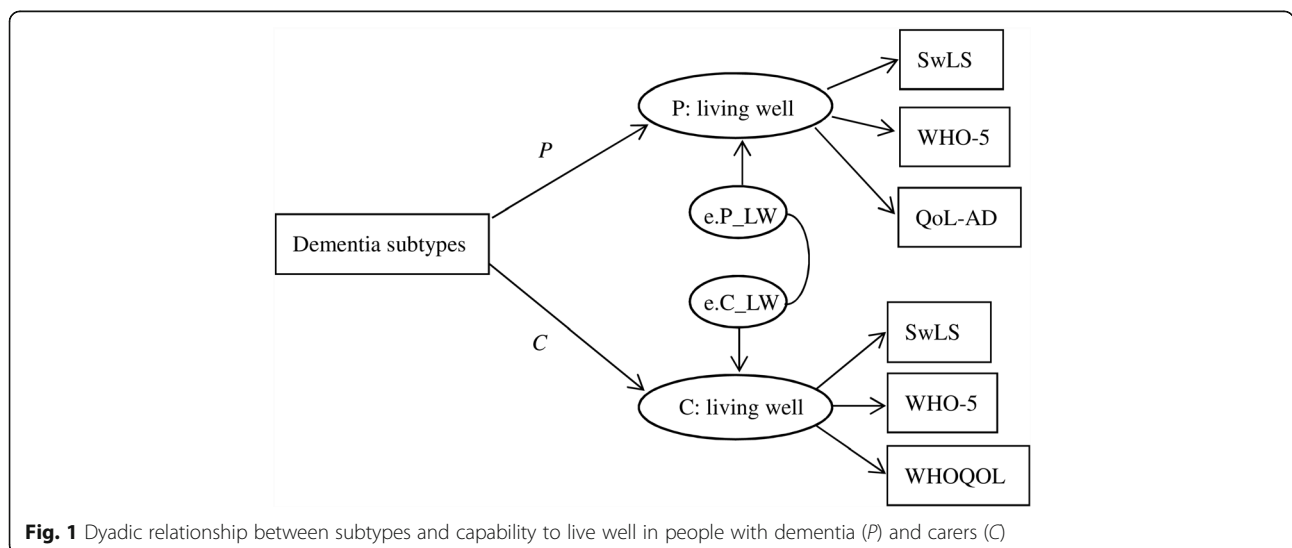 SwLS
P: living well
WHO-5
P
QoL-AD
e.P_LW
Dementia subtypes
e.C_LW
SwLS
C
C: living well
WHO-5
WHOQOL
Fig. 1 Dyadic relationship between subtypes and capability to live well in people with dementia (P) and carers (C)